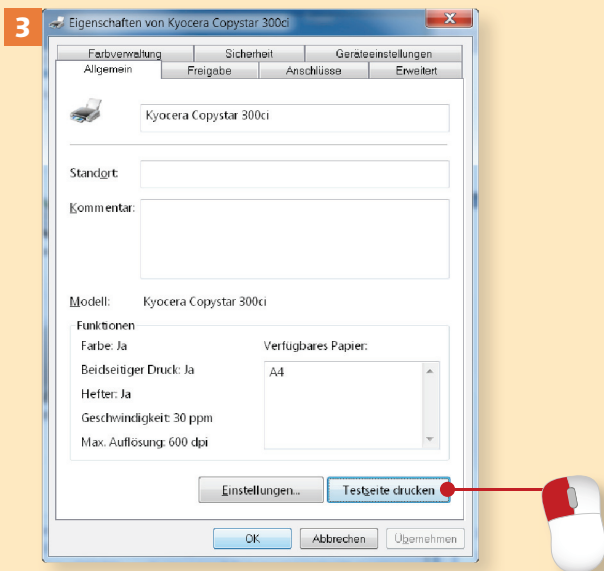 3
Eigenschaften von Kyocera Copystar 300ci
Farbverwaltung Sicherheit Geräteeinstellungen
Allgemein Freigabe Anschlüsse Erweitert
Kyocera Copystar 300ci
Standort:
Kommentar:
Modell: Kyocera Copystar 300ci
Funktionen
Farbe: Ja Verfügbares Papier:
Beidseitiger Druck: Ja A4
Hefter: Ja
Geschwindigkeit: 30 ppm
Max. Auflösung: 600 dpi
Einstellungen... Testseite drucken
OK Abbrechen Übernehmen